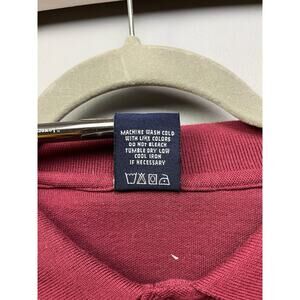 MACHINE WASH COLD
WITH LIKE COLORS
DO NOT BLEACH
TUMBLE DRY LOW
COOL IRON
IF NECESSARY